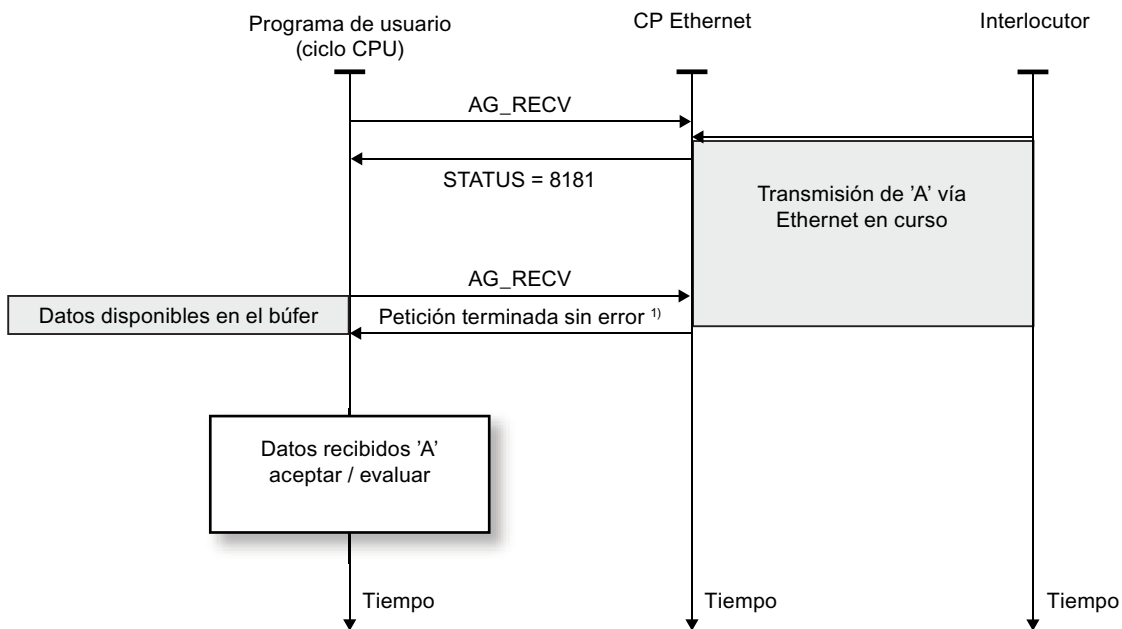 Programa de usuario
(ciclo CPU)
CP Ethernet
Interlocutor
AG_RECV
STATUS = 8181
Transmisión de ’A’ vía
Ethernet en curso
AG_RECV
Datos disponibles en el búfer
Petición terminada sin error 1)
Datos recibidos ’A’
aceptar / evaluar
Tiempo
Tiempo
Tiempo